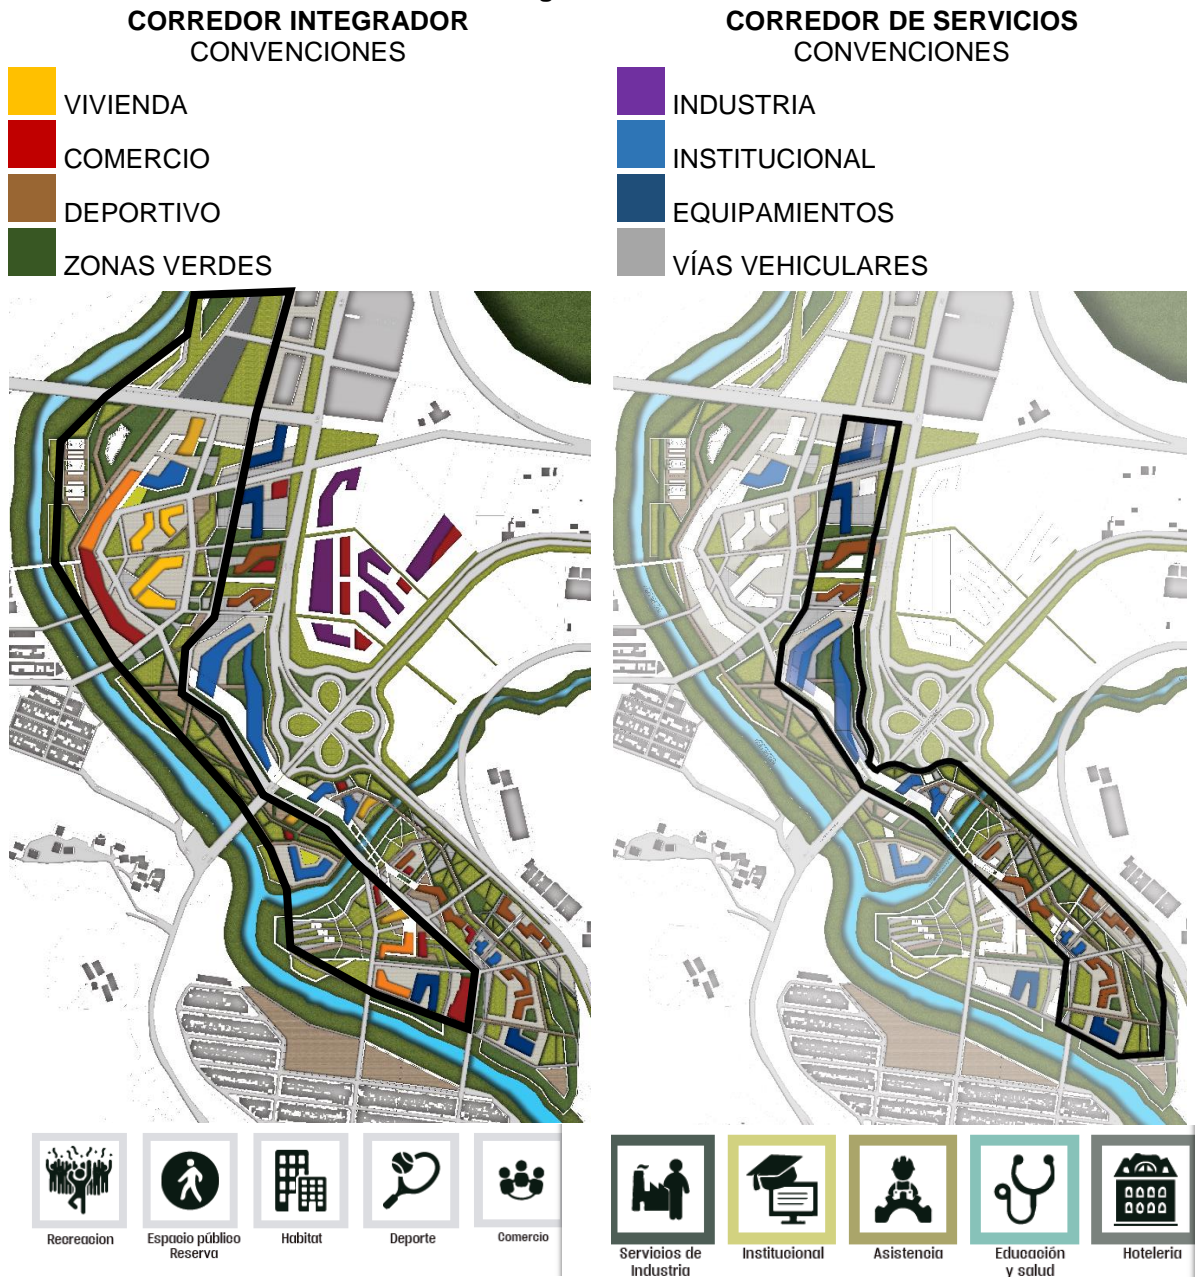 CORREDOR INTEGRADOR
CONVENCIONES
VIVIENDA
COMERCIO
DEPORTIVO
ZONAS VERDES
CORREDOR DE SERVICIOS
CONVENCIONES
INDUSTRIA
INSTITUCIONAL
EQUIPAMIENTOS
VÍAS VEHICULARES
Recreacion
Espacio público
Reserva
Habitat
Deporte
Comercio
Servicios de
Industria
Institucional
Asistencia
Educación
y salud
Hoteleria